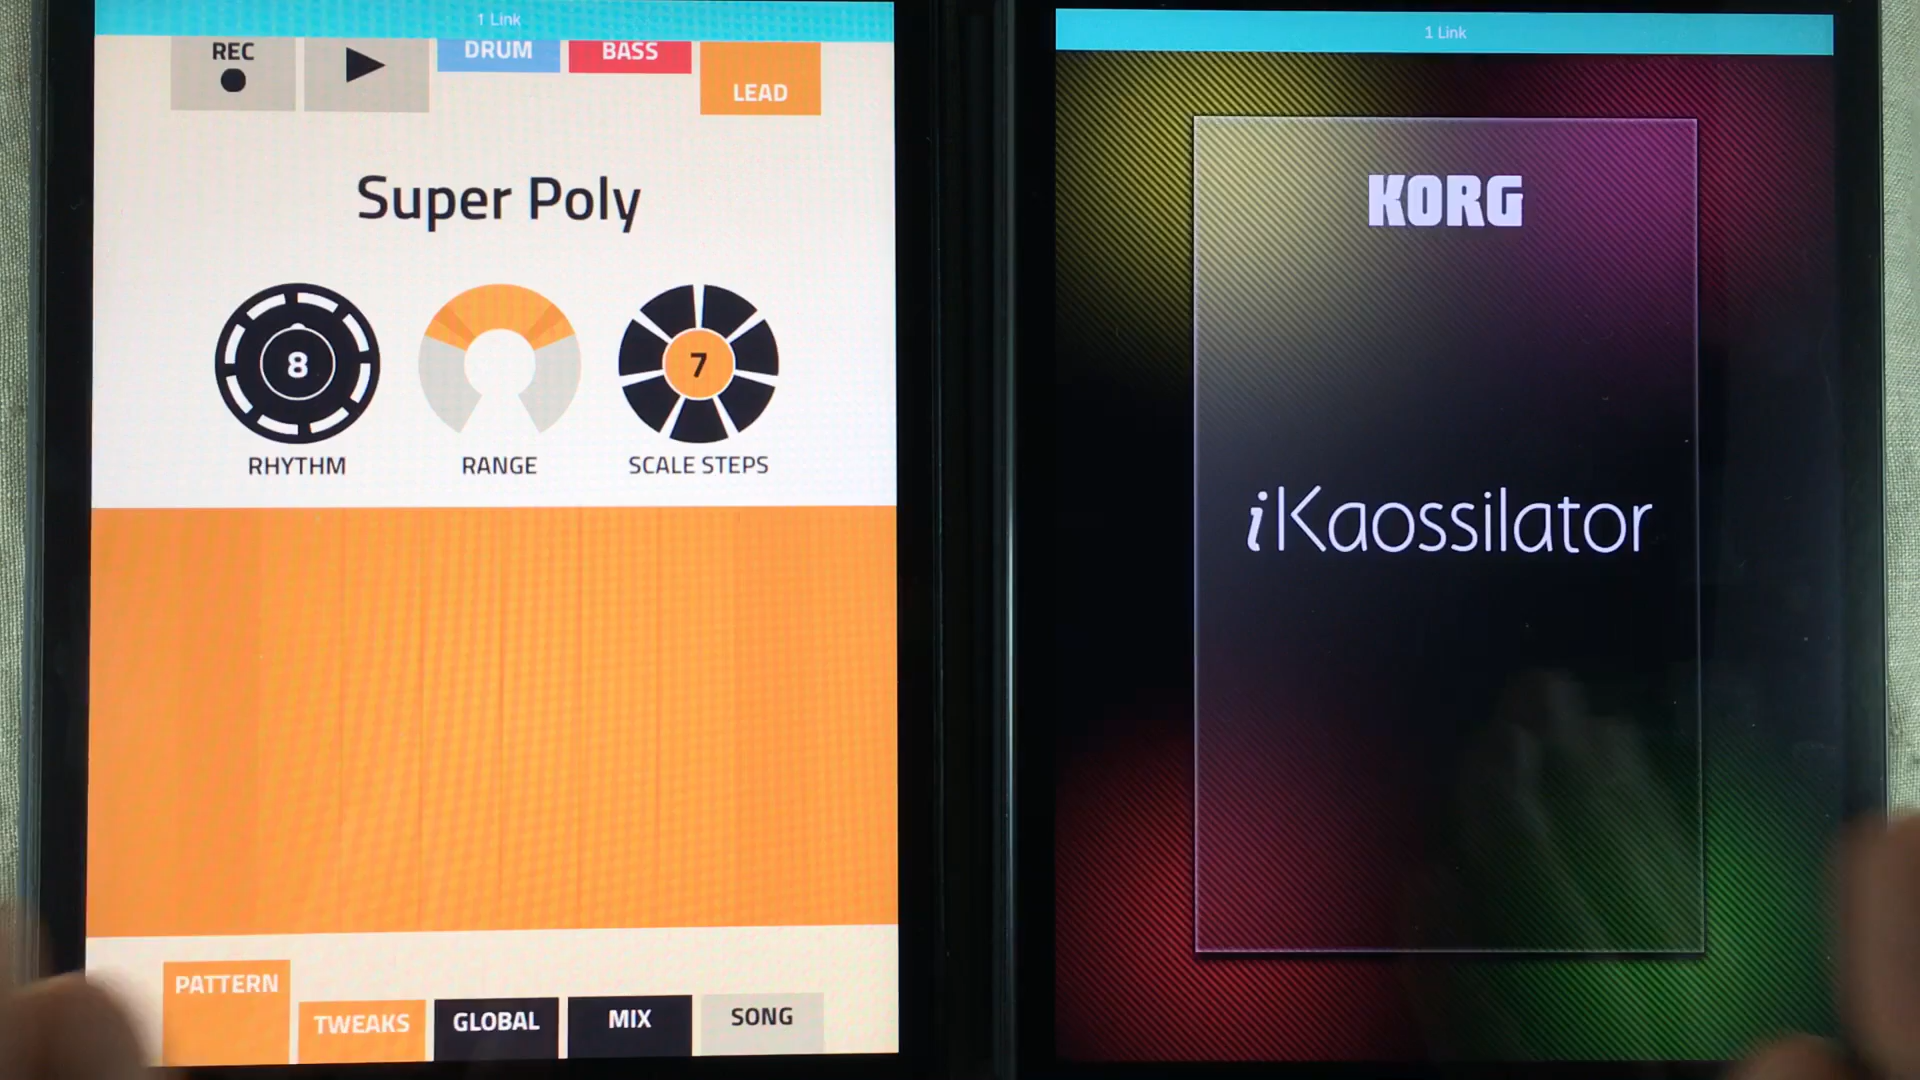 1 Link
REC
DRUM
BASS
LEAD
Super Poly
8
7
RHYTHM
RANGE
SCALE STEPS
PATTERN
TWEAKS
GLOBAL
MIX
SONG
1 Link
KORG
iKaossilator